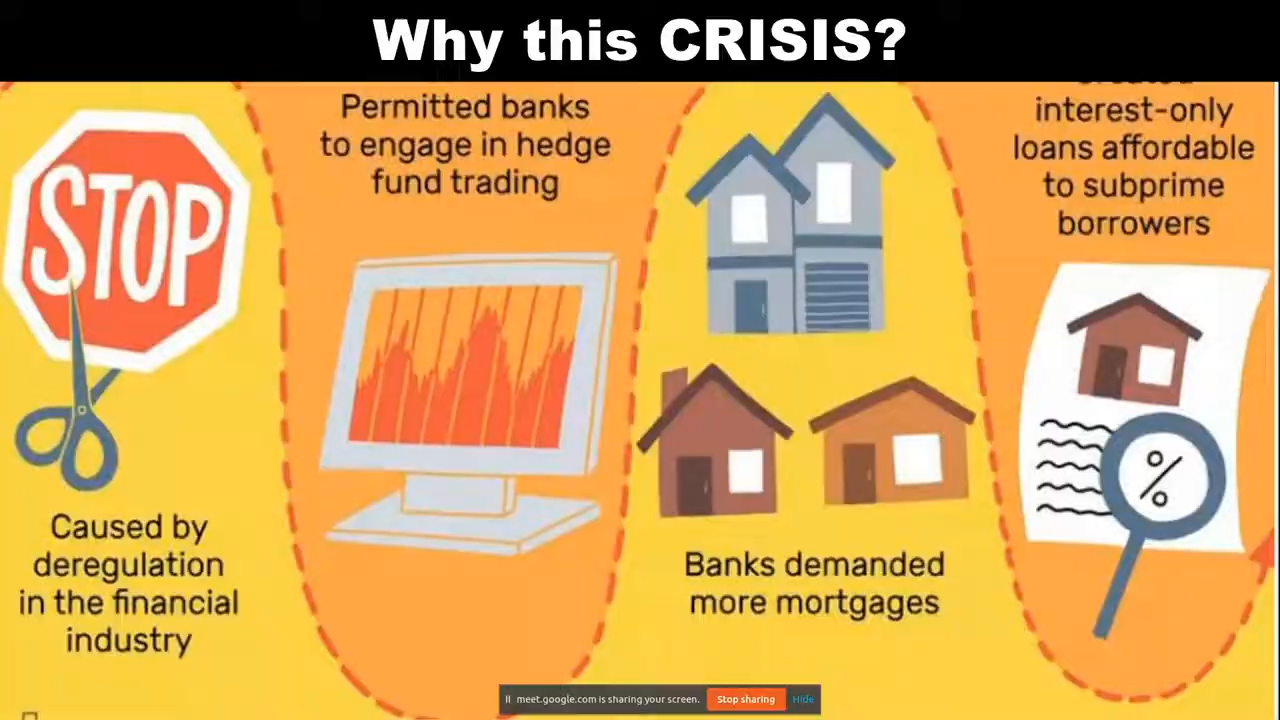 Why this CRISIS?
STOP
Caused by
deregulation
in the financial
industry
Permitted banks
to engage in hedge
fund trading
Banks demanded
more mortgages
interest-only
loans affordable
to subprime
borrowers
%
meet.google.com is sharing your screen. Stop sharing Hide